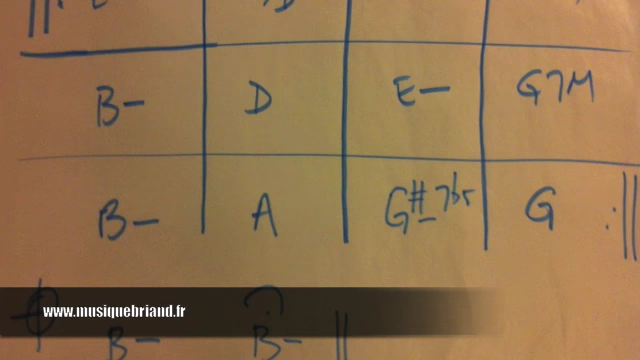 B- D E- G7M
B- A G#-7b5 G :||
www.musiquebriand.fr
B- B- ||